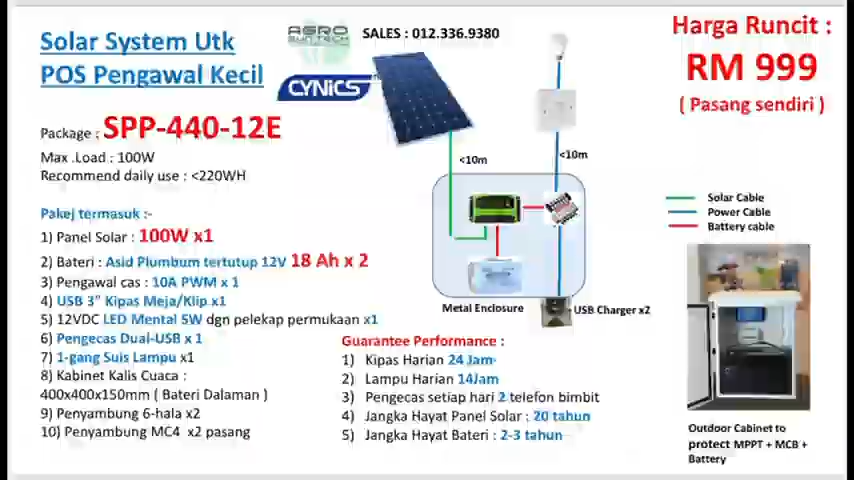 Solar System Utk
POS Pengawal Kecil
AGRO
SUNTECH
CYNICS
SALES : 012.336.9380
Harga Runcit :
RM 999
( Pasang sendiri )
Package : SPP-440-12E
Max .Load : 100W
Recommend daily use : <220WH
Pakej termasuk :-
1) Panel Solar : 100W x1
2) Bateri : Asid Plumbum tertutup 12V 18 Ah x 2
3) Pengawal cas : 10A PWM x 1
4) USB 3” Kipas Meja/Klip x1
5) 12VDC LED Mental 5W dgn pelekap permukaan x1
6) Pengecas Dual-USB x 1
7) 1-gang Suis Lampu x1
8) Kabinet Kalis Cuaca :
400x400x150mm ( Bateri Dalaman )
9) Penyambung 6-hala x2
10) Penyambung MC4 x2 pasang
<10m
<10m
Metal Enclosure
USB Charger x2
Solar Cable
Power Cable
Battery cable
Guarantee Performance :
1) Kipas Harian 24 Jam
2) Lampu Harian 14Jam
3) Pengecas setiap hari 2 telefon bimbit
4) Jangka Hayat Panel Solar : 20 tahun
5) Jangka Hayat Bateri : 2-3 tahun
Outdoor Cabinet to
protect MPPT + MCB +
Battery